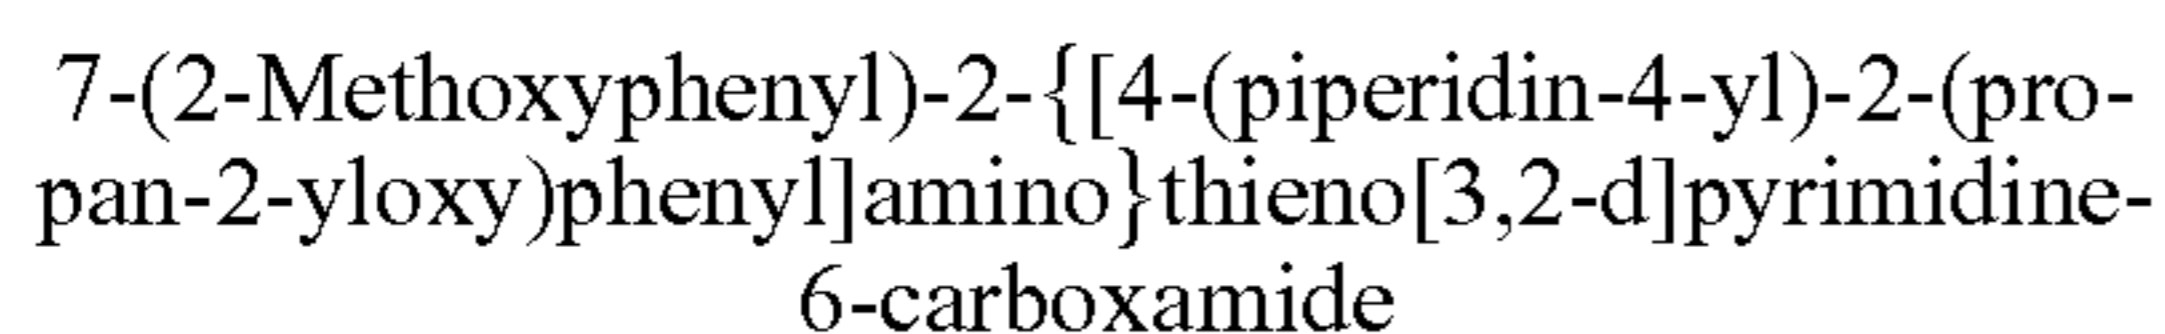 7-(2-Methoxyphenyl)-2-{[4-(piperidin-4-yl)-2-(pro-
pan-2-yloxy)phenyl]amino}thieno[3,2-d]pyrimidine-
6-carboxamide